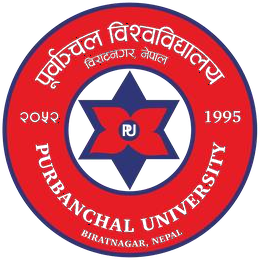 पूर्वाञ्चल विश्वविद्यालय
विराटनगर, नेपाल
२०५२
1995
PU
PURBANCHAL UNIVERSITY
BIRATNAGAR, NEPAL